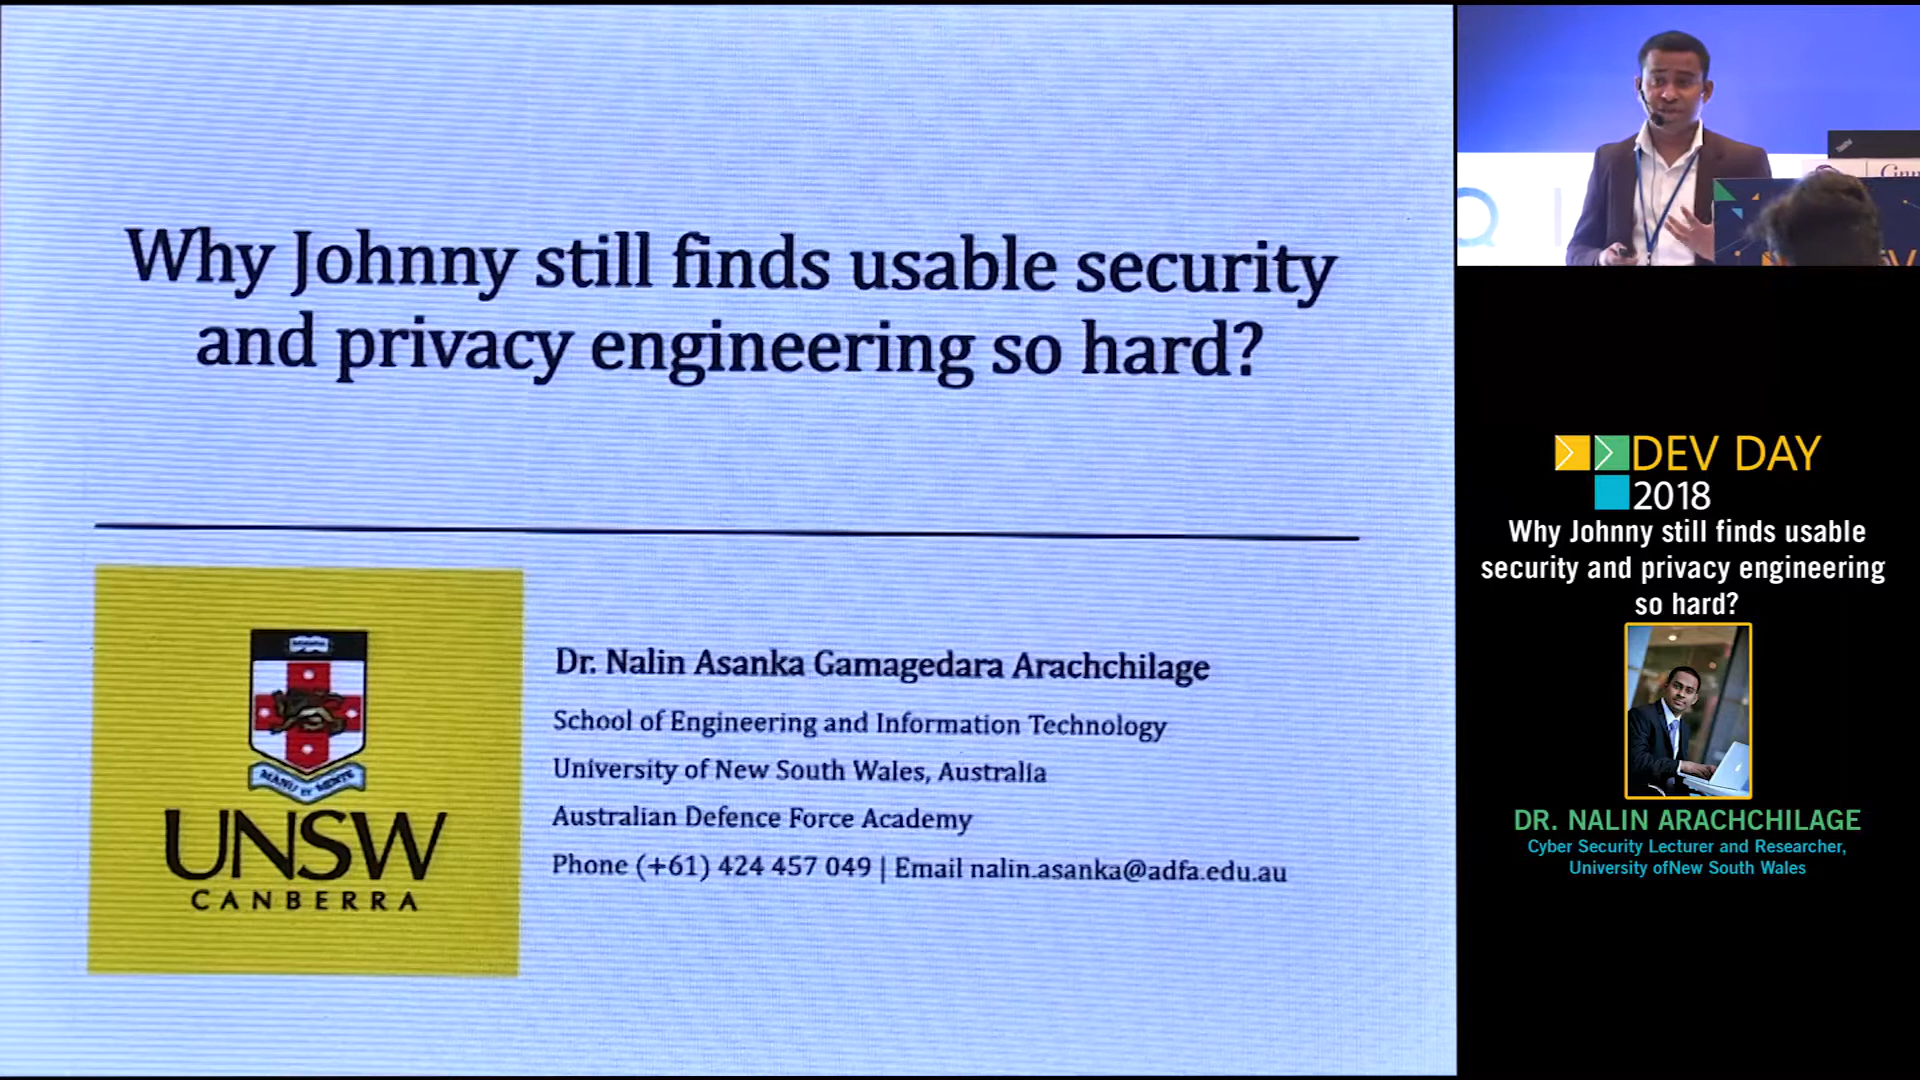 Why Johnny still finds usable security
and privacy engineering so hard?
MANU ET MENTE
UNSW
CANBERRA
Dr. Nalin Asanka Gamagedara Arachchilage
School of Engineering and Information Technology
University of New South Wales, Australia
Australian Defence Force Academy
Phone (+61) 424 457 049 | Email nalin.asanka@adfa.edu.au
DEV DAY
2018
Why Johnny still finds usable
security and privacy engineering
so hard?
DR. NALIN ARACHCHILAGE
Cyber Security Lecturer and Researcher,
University ofNew South Wales